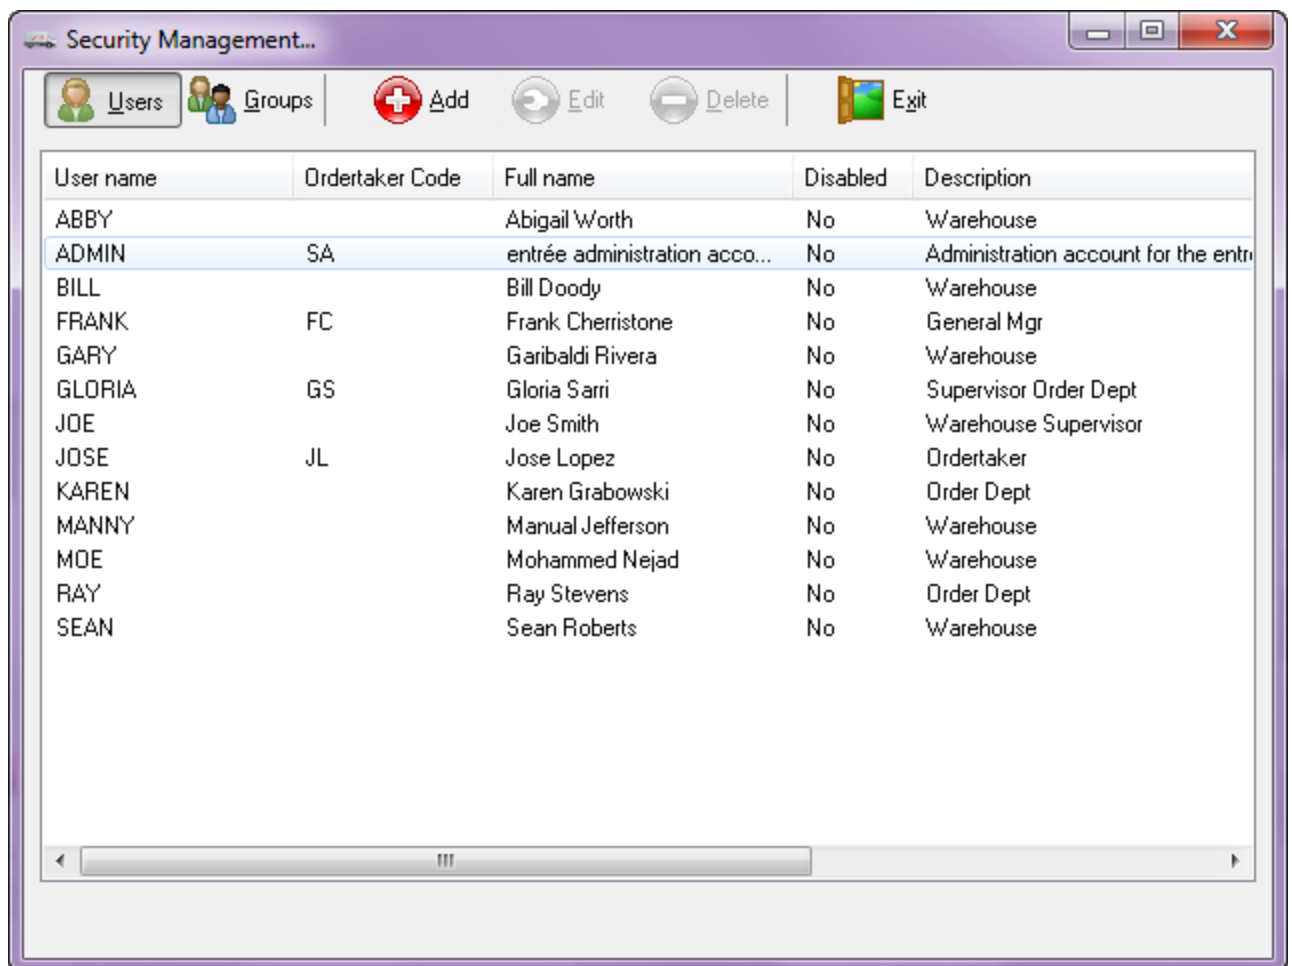 Security Management...
Users Groups Add Edit Delete Exit
User name Ordertaker Code Full name Disabled Description
ABBY Abigail Worth No Warehouse
ADMIN SA entrée administration acco... No Administration account for the entré
BILL Bill Doody No Warehouse
FRANK FC Frank Cherristone No General Mgr
GARY Garibaldi Rivera No Warehouse
GLORIA GS Gloria Sarri No Supervisor Order Dept
JOE Joe Smith No Warehouse Supervisor
JOSE JL Jose Lopez No Ordertaker
KAREN Karen Grabowski No Order Dept
MANNY Manual Jefferson No Warehouse
MOE Mohammed Nejad No Warehouse
RAY Ray Stevens No Order Dept
SEAN Sean Roberts No Warehouse